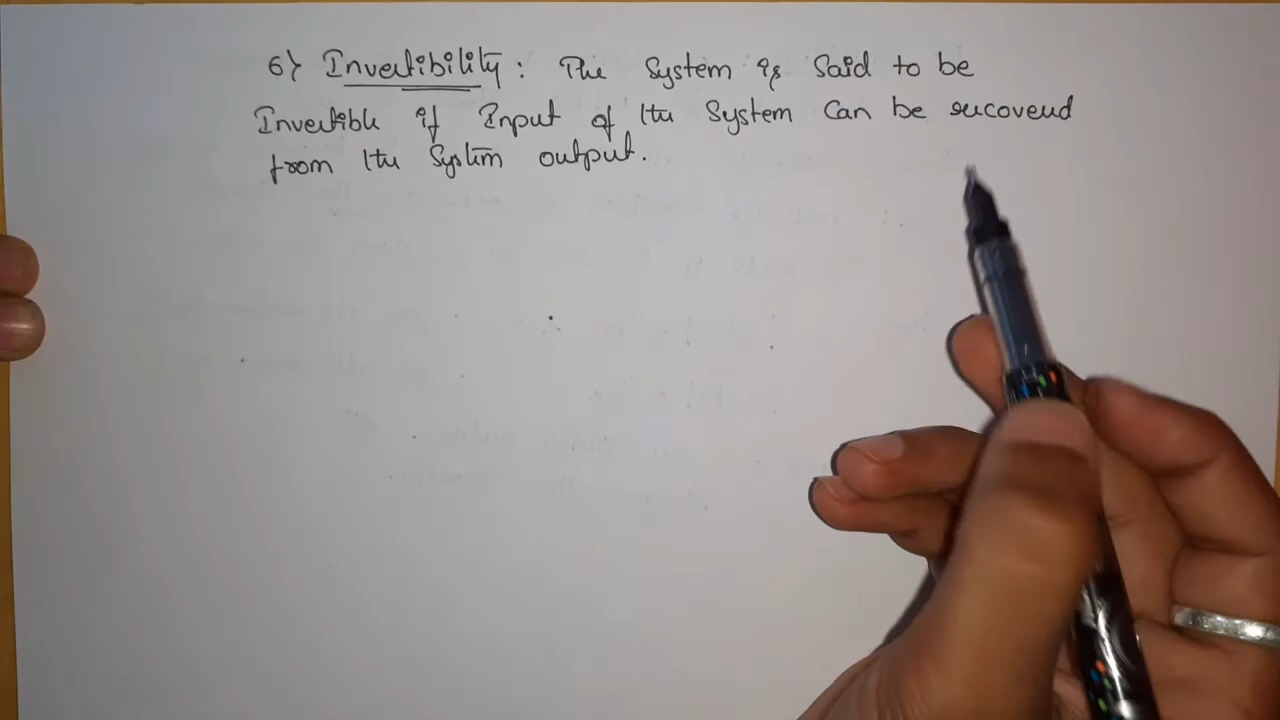 6) Invertibility : The System is Said to be
Invertible if Input of the System Can be recovered
from the System output.